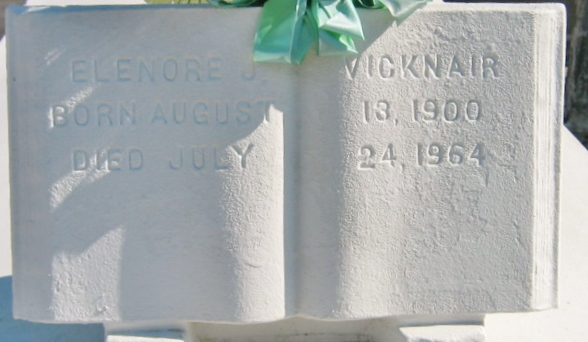 ELENORE J. VICKNAIR
BORN AUGUST 13, 1900
DIED JULY 24, 1964